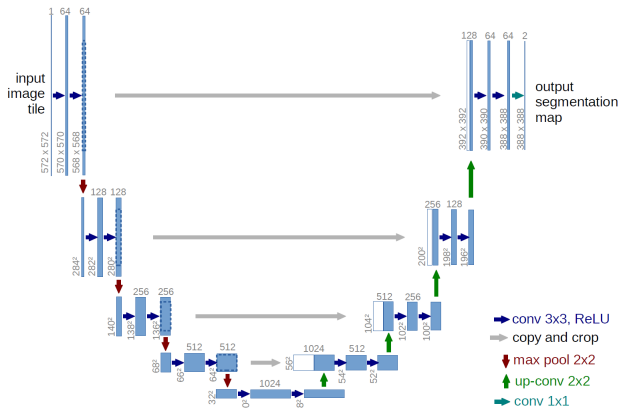 1 64 64
input
image
tile
572 x 572
570 x 570
568 x 568
128 64 64 2
output
segmentation
map
392 x 392
390 x 390
388 x 388
388 x 388
128 128
284²
282²
280²
256 128
200²
198²
196²
256 256
140²
138²
136²
512 256
104²
102²
100²
512 512
68²
66²
64²
1024 512
56²
54²
52²
1024
32²
0²
8²
conv 3x3, ReLU
copy and crop
max pool 2x2
up-conv 2x2
conv 1x1